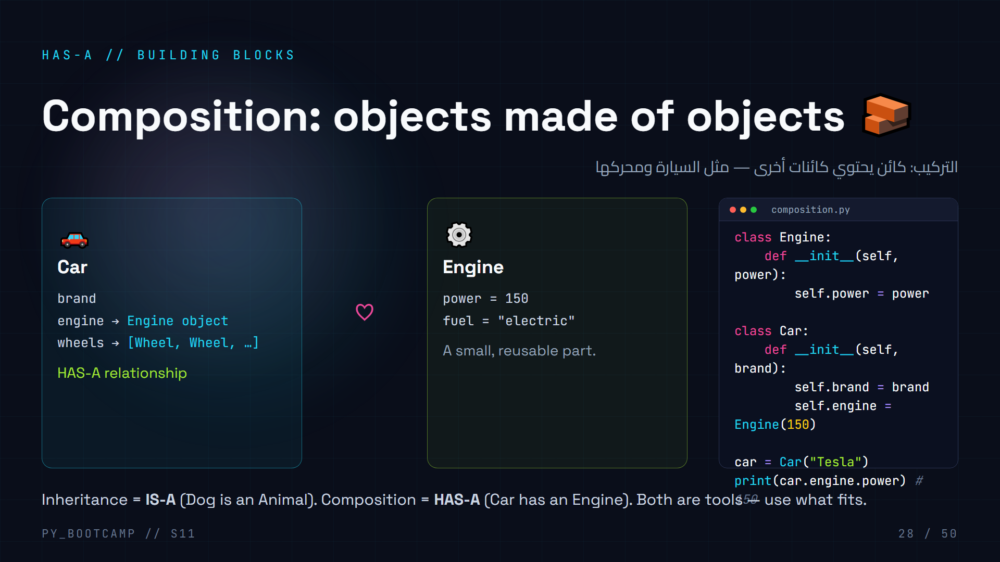 HAS-A // BUILDING BLOCKS
Composition: objects made of objects
التركيب: كائن يحتوي كائنات أخرى — مثل السيارة ومحركها
Car
brand
engine → Engine object
wheels → [Wheel, Wheel, …]
HAS-A relationship
Engine
power = 150
fuel = "electric"
A small, reusable part.
composition.py
class Engine:
    def __init__(self,
power):
        self.power = power
class Car:
    def __init__(self,
brand):
        self.brand = brand
        self.engine =
Engine(150)
car = Car("Tesla")
print(car.engine.power) #
150
Inheritance = IS-A (Dog is an Animal). Composition = HAS-A (Car has an Engine). Both are tools — use what fits.
PY_BOOTCAMP // S11
28 / 50